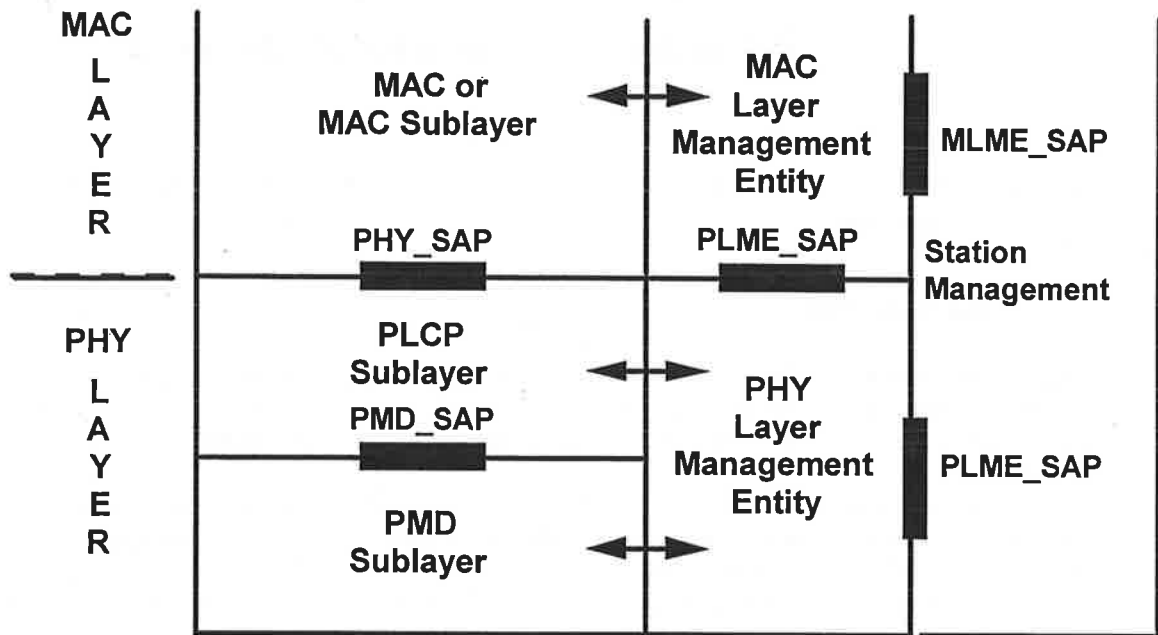 MAC
L
A
Y
E
R
PHY
L
A
Y
E
R
MAC or
MAC Sublayer
PHY_SAP
PLCP
Sublayer
PMD_SAP
PMD
Sublayer
MAC
Layer
Management
Entity
PLME_SAP
PHY
Layer
Management
Entity
MLME_SAP
Station
Management
PLME_SAP